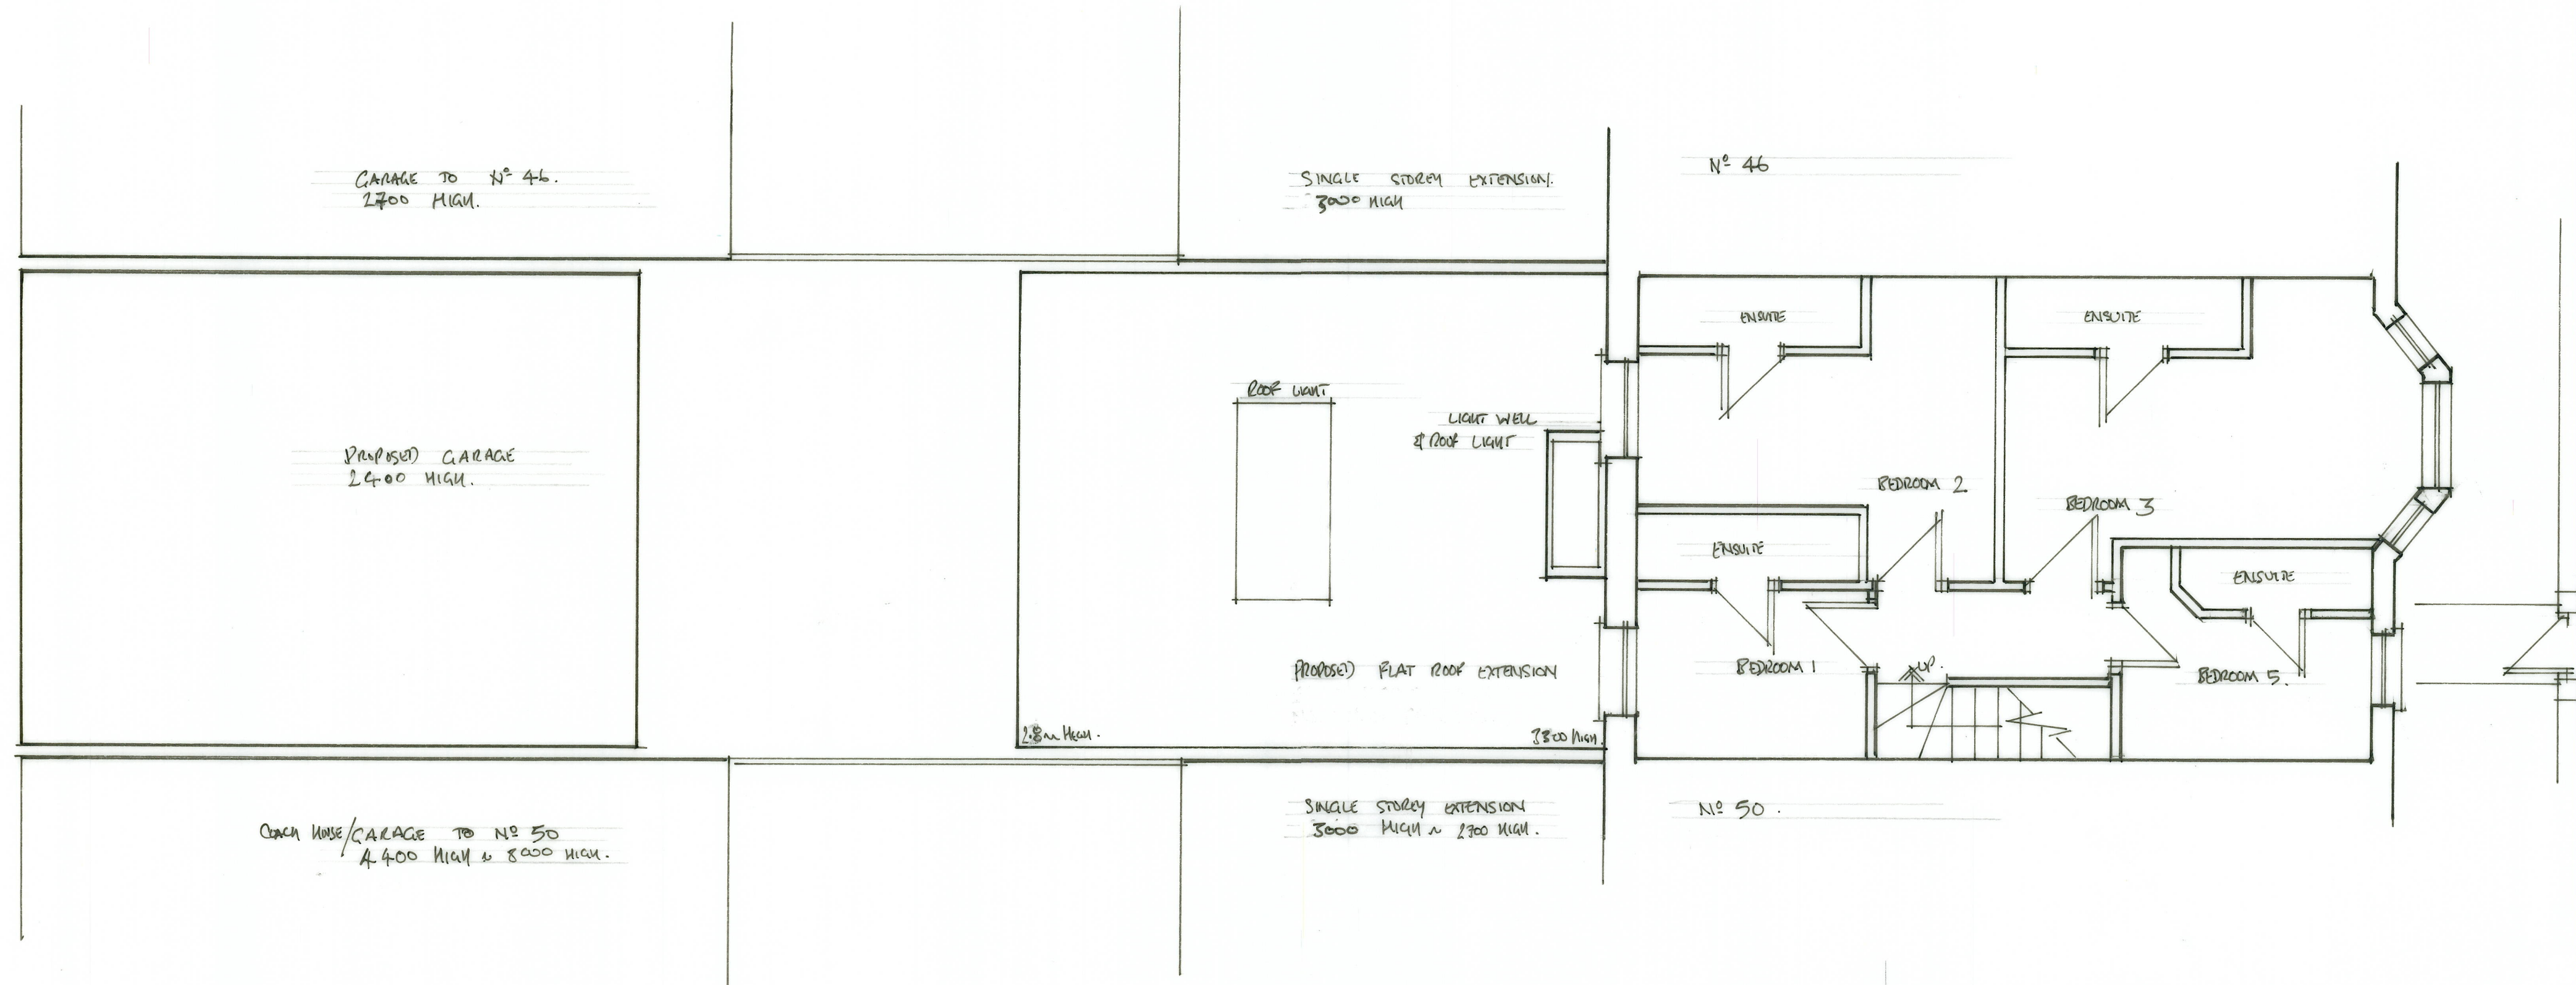 GARAGE TO Nº 46.
2700 HIGH.
SINGLE STOREY EXTENSION.
3000 HIGH
Nº 46
ENSUITE
ENSUITE
ROOF LIGHT
LIGHT WELL
& ROOF LIGHT
PROPOSED GARAGE
2400 HIGH.
BEDROOM 2
BEDROOM 3
ENSUITE
ENSUITE
PROPOSED FLAT ROOF EXTENSION
BEDROOM 1
UP.
BEDROOM 5.
2.8m HIGH.
3300 HIGH.
COACH HOUSE/GARAGE TO Nº 50
4400 HIGH ~ 8000 HIGH.
SINGLE STOREY EXTENSION
3000 HIGH ~ 2700 HIGH.
Nº 50.